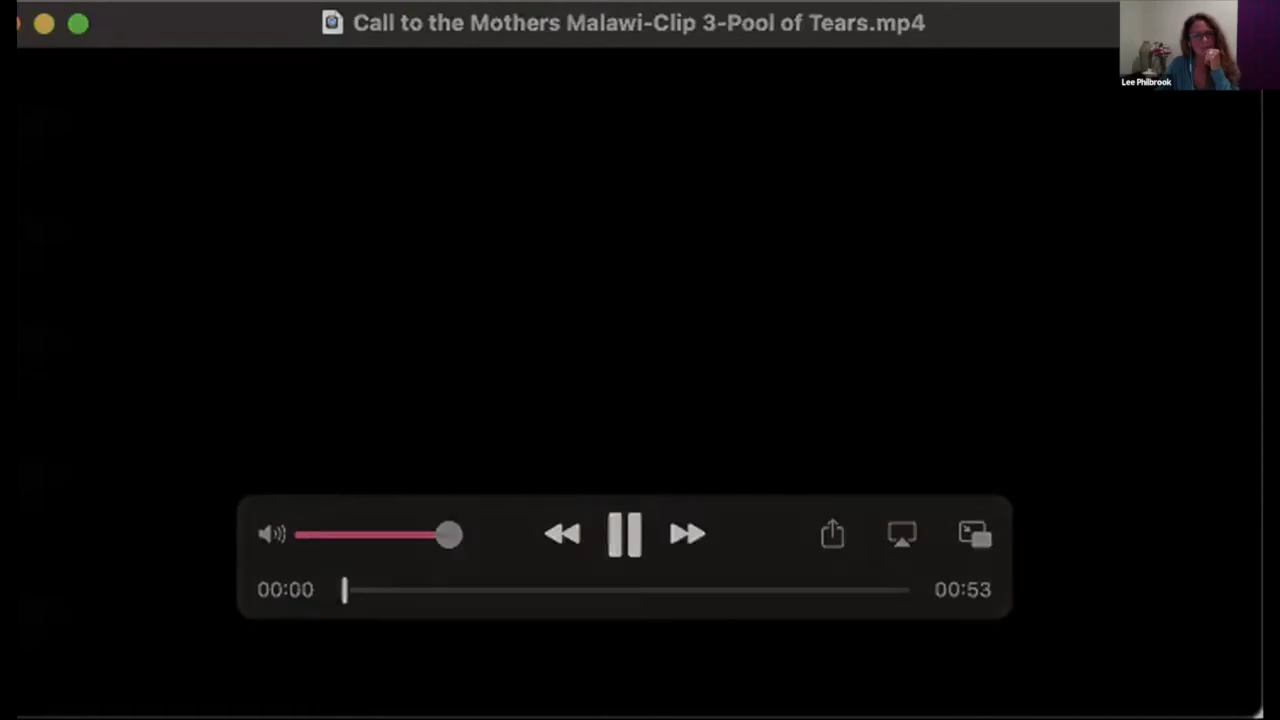 Call to the Mothers Malawi-Clip 3-Pool of Tears.mp4
Lee Philbrook
00:00
00:53